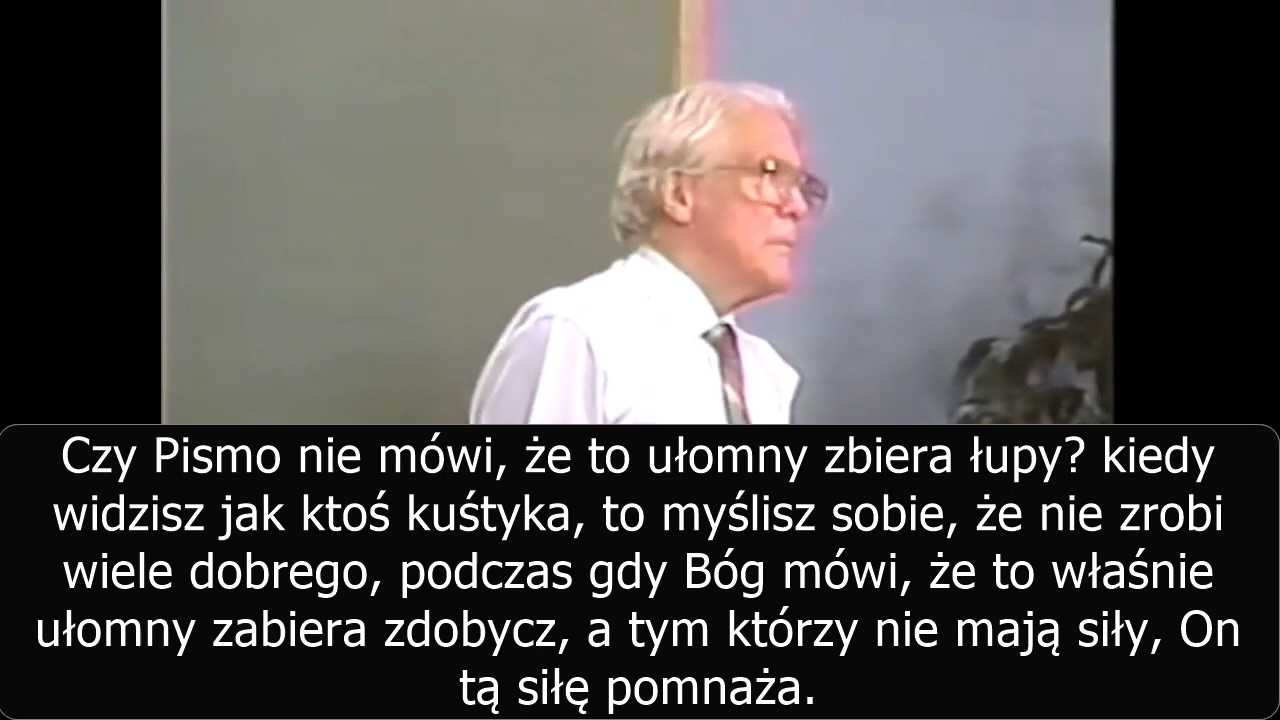 Czy Pismo nie mówi, że to ułomny zbiera łupy? kiedy
widzisz jak ktoś kuśtyka, to myślisz sobie, że nie zrobi
wiele dobrego, podczas gdy Bóg mówi, że to właśnie
ułomny zabiera zdobycz, a tym którzy nie mają siły, On
tą siłę pomnaża.